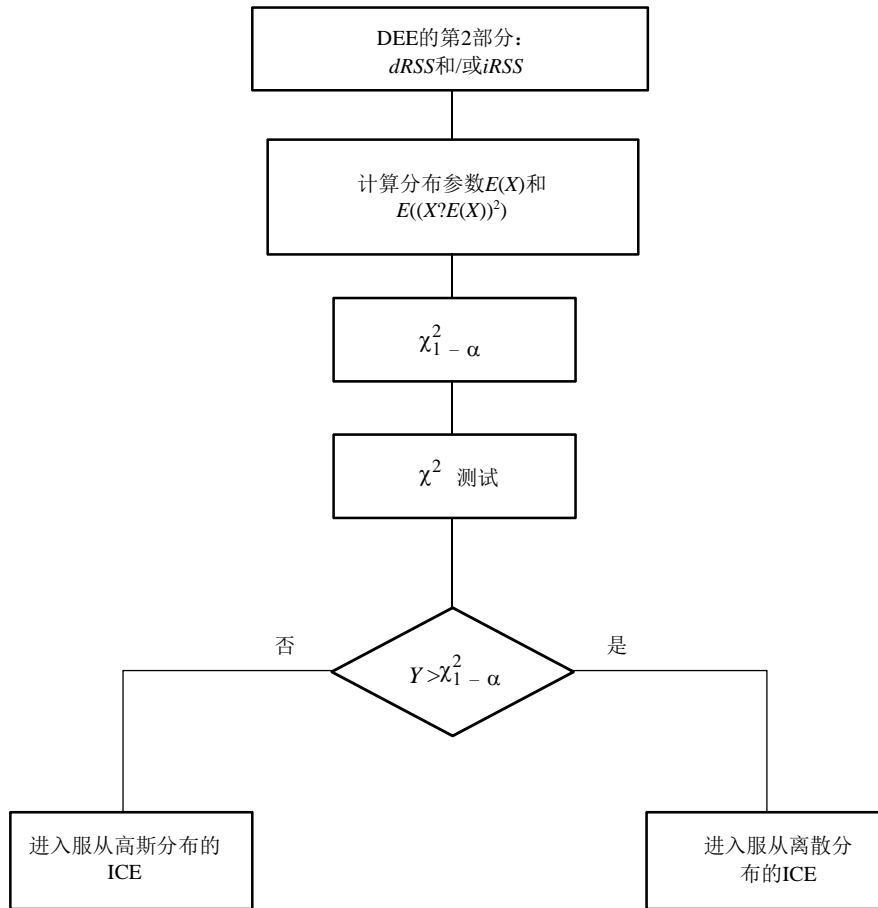 DEE的第2部分：
dRSS和/或iRSS
计算分布参数E(X)和
E((X?E(X))²)
χ²₁₋α
χ² 测试
否
是
Y>χ²₁₋α
进入服从高斯分布的
ICE
进入服从离散分
布的ICE